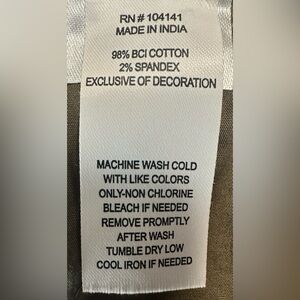 RN # 104141
MADE IN INDIA
98% BCI COTTON
2% SPANDEX
EXCLUSIVE OF DECORATION
MACHINE WASH COLD
WITH LIKE COLORS
ONLY-NON CHLORINE
BLEACH IF NEEDED
REMOVE PROMPTLY
AFTER WASH
TUMBLE DRY LOW
COOL IRON IF NEEDED